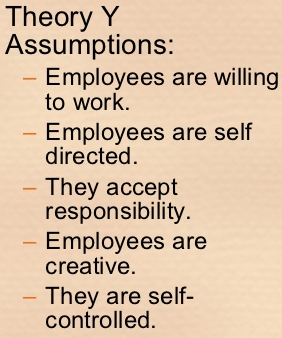 Theory Y
Assumptions:
– Employees are willing
to work.
– Employees are self
directed.
– They accept
responsibility.
– Employees are
creative.
– They are self-
controlled.